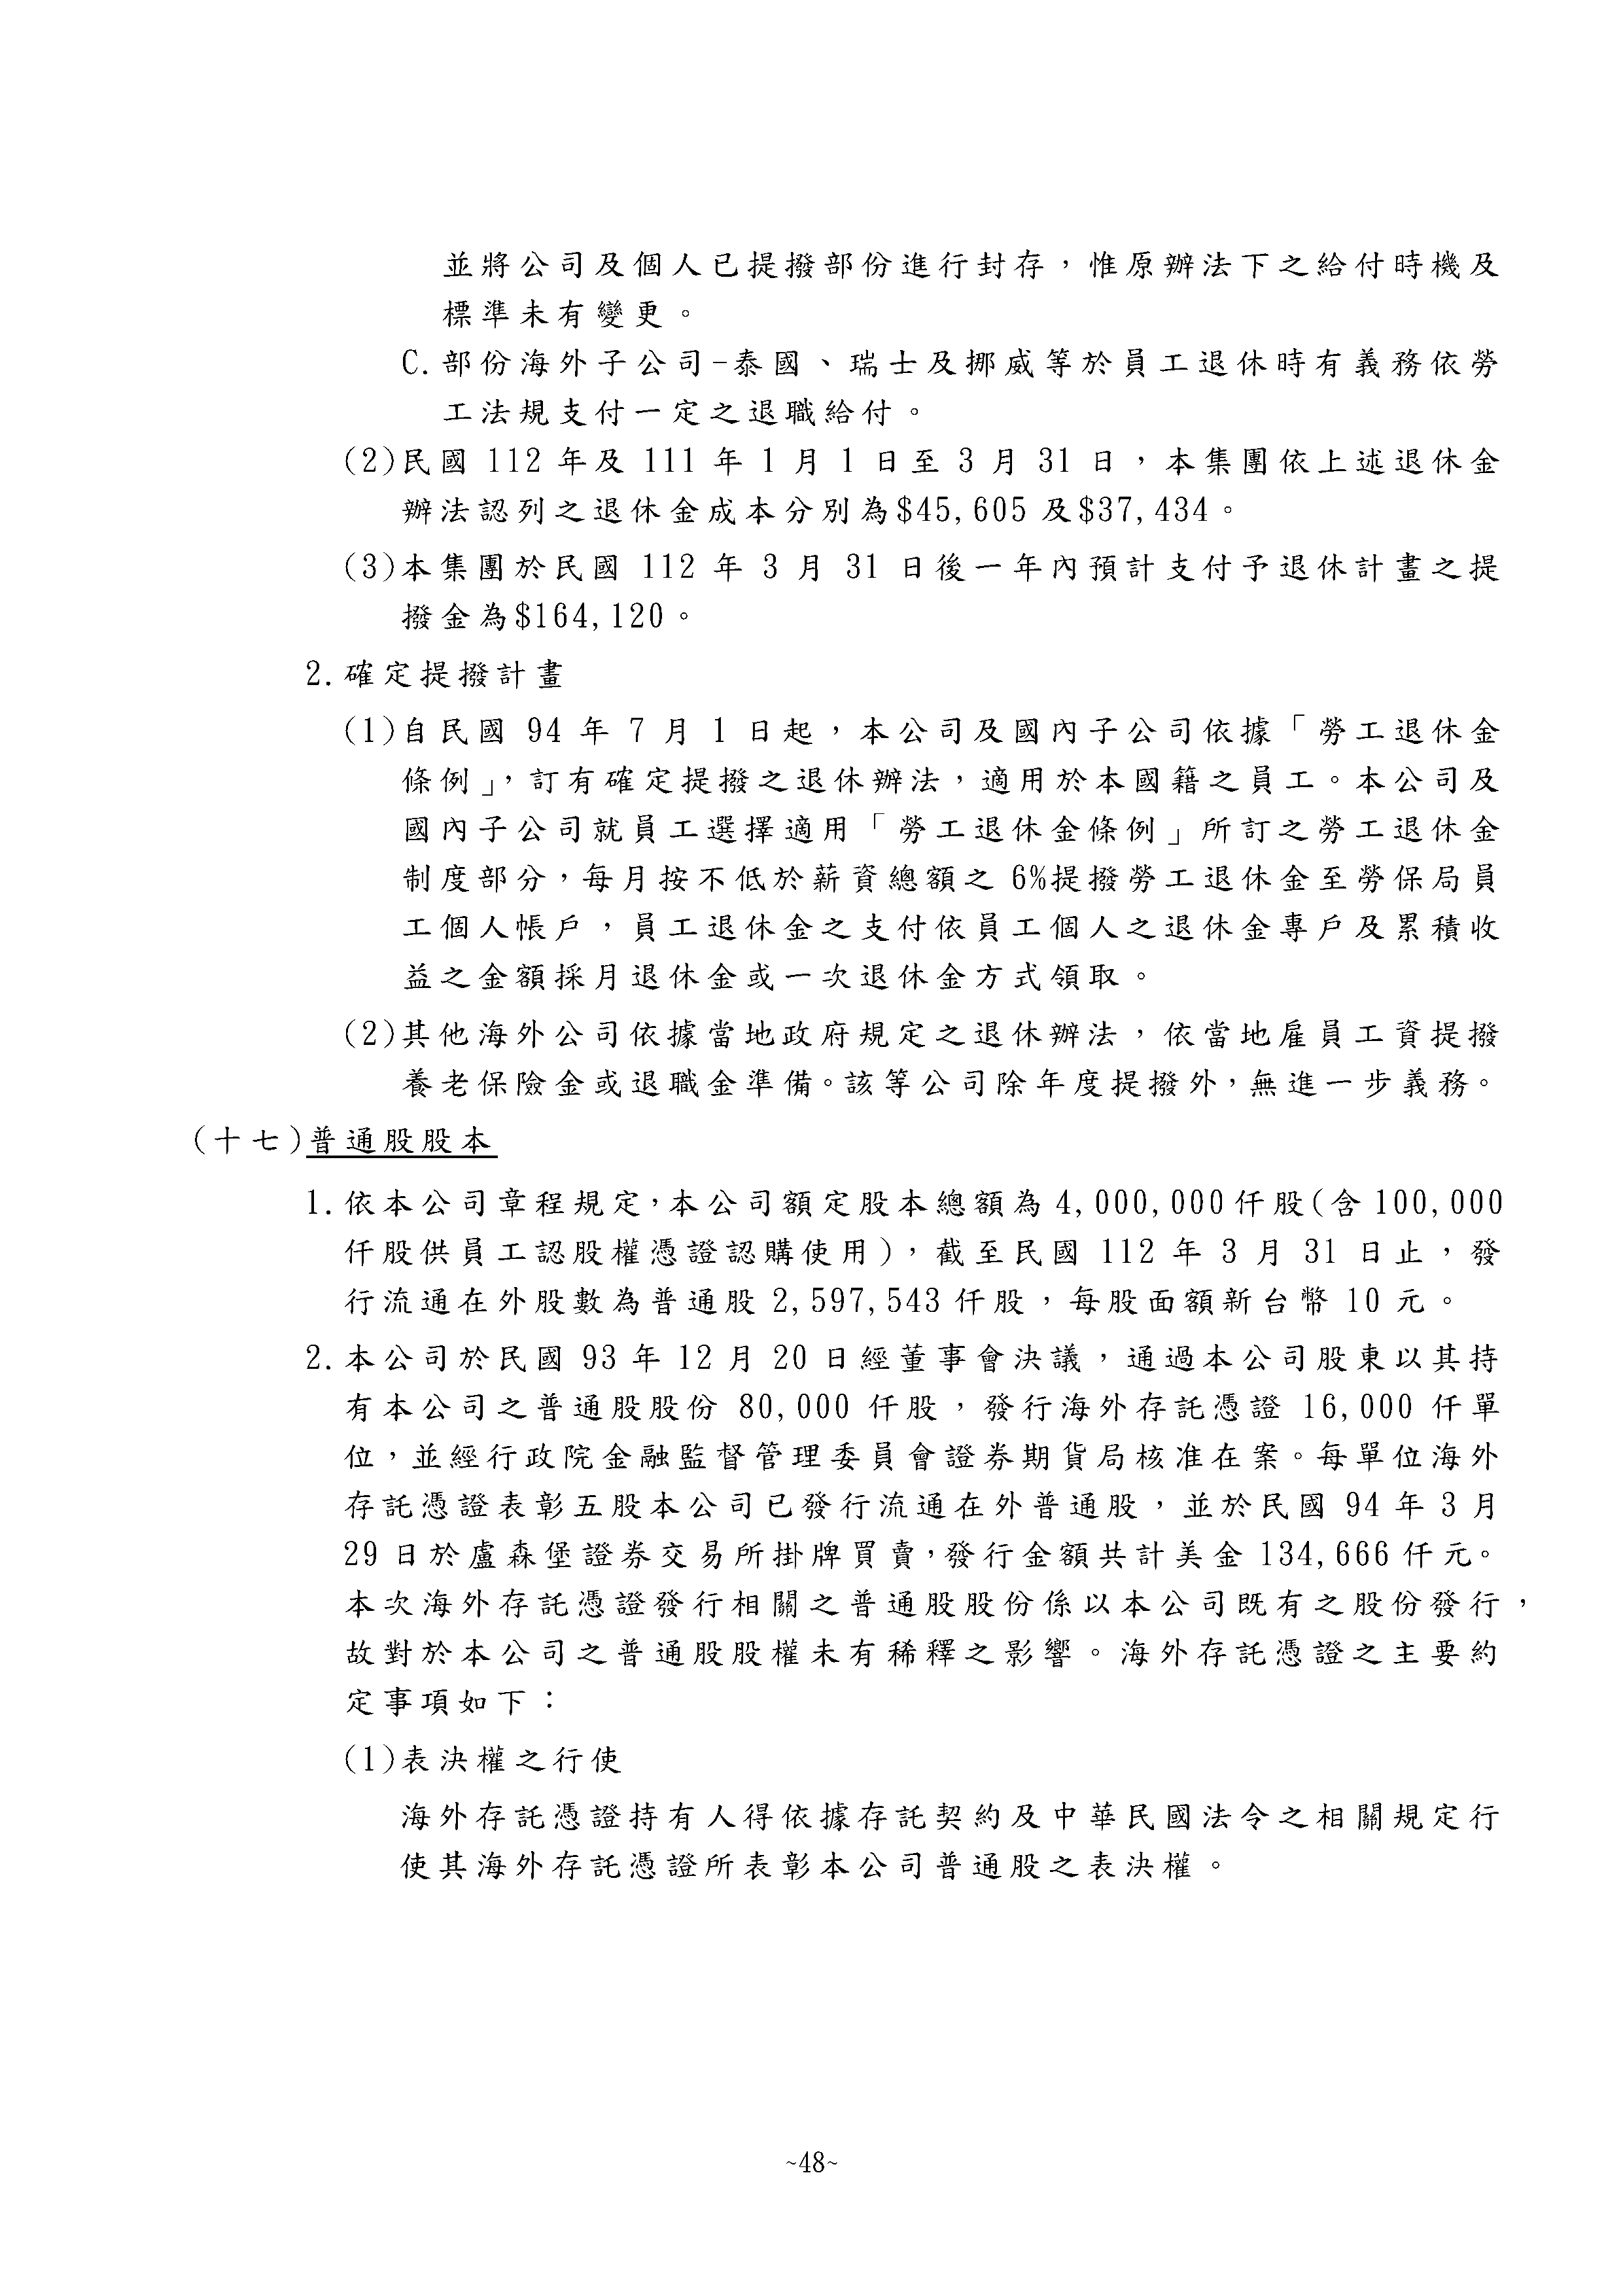 並將公司及個人已提撥部份進行封存，惟原辦法下之給付時機及
標準未有變更。
C.部份海外子公司-泰國、瑞士及挪威等於員工退休時有義務依勞
工法規支付一定之退職給付。
(2)民國 112 年及 111 年 1 月 1 日至 3 月 31 日，本集團依上述退休金
辦法認列之退休金成本分別為$45,605 及$37,434。
(3)本集團於民國 112 年 3 月 31 日後一年內預計支付予退休計畫之提
撥金為$164,120。
2.確定提撥計畫
(1)自民國 94 年 7 月 1 日起，本公司及國內子公司依據「勞工退休金
條例」，訂有確定提撥之退休辦法，適用於本國籍之員工。本公司及
國內子公司就員工選擇適用「勞工退休金條例」所訂之勞工退休金
制度部分，每月按不低於薪資總額之 6%提撥勞工退休金至勞保局員
工個人帳戶，員工退休金之支付依員工個人之退休金專戶及累積收
益之金額採月退休金或一次退休金方式領取。
(2)其他海外公司依據當地政府規定之退休辦法，依當地雇員工資提撥
養老保險金或退職金準備。該等公司除年度提撥外，無進一步義務。
(十七)普通股股本
1.依本公司章程規定，本公司額定股本總額為 4,000,000 仟股(含 100,000
仟股供員工認股權憑證認購使用)，截至民國 112 年 3 月 31 日止，發
行流通在外股數為普通股 2,597,543 仟股，每股面額新台幣 10 元。
2.本公司於民國 93 年 12 月 20 日經董事會決議，通過本公司股東以其持
有本公司之普通股股份 80,000 仟股，發行海外存託憑證 16,000 仟單
位，並經行政院金融監督管理委員會證券期貨局核准在案。每單位海外
存託憑證表彰五股本公司已發行流通在外普通股，並於民國 94 年 3 月
29 日於盧森堡證券交易所掛牌買賣，發行金額共計美金 134,666 仟元。
本次海外存託憑證發行相關之普通股股份係以本公司既有之股份發行，
故對於本公司之普通股股權未有稀釋之影響。海外存託憑證之主要約
定事項如下：
(1)表決權之行使
海外存託憑證持有人得依據存託契約及中華民國法令之相關規定行
使其海外存託憑證所表彰本公司普通股之表決權。
~48~